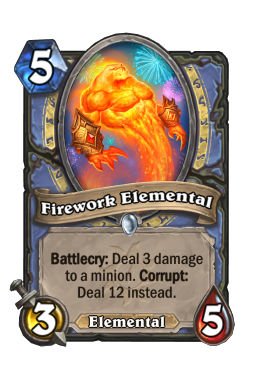 5
Firework Elemental
Battlecry: Deal 3 damage
to a minion. Corrupt:
Deal 12 instead.
3
Elemental
5